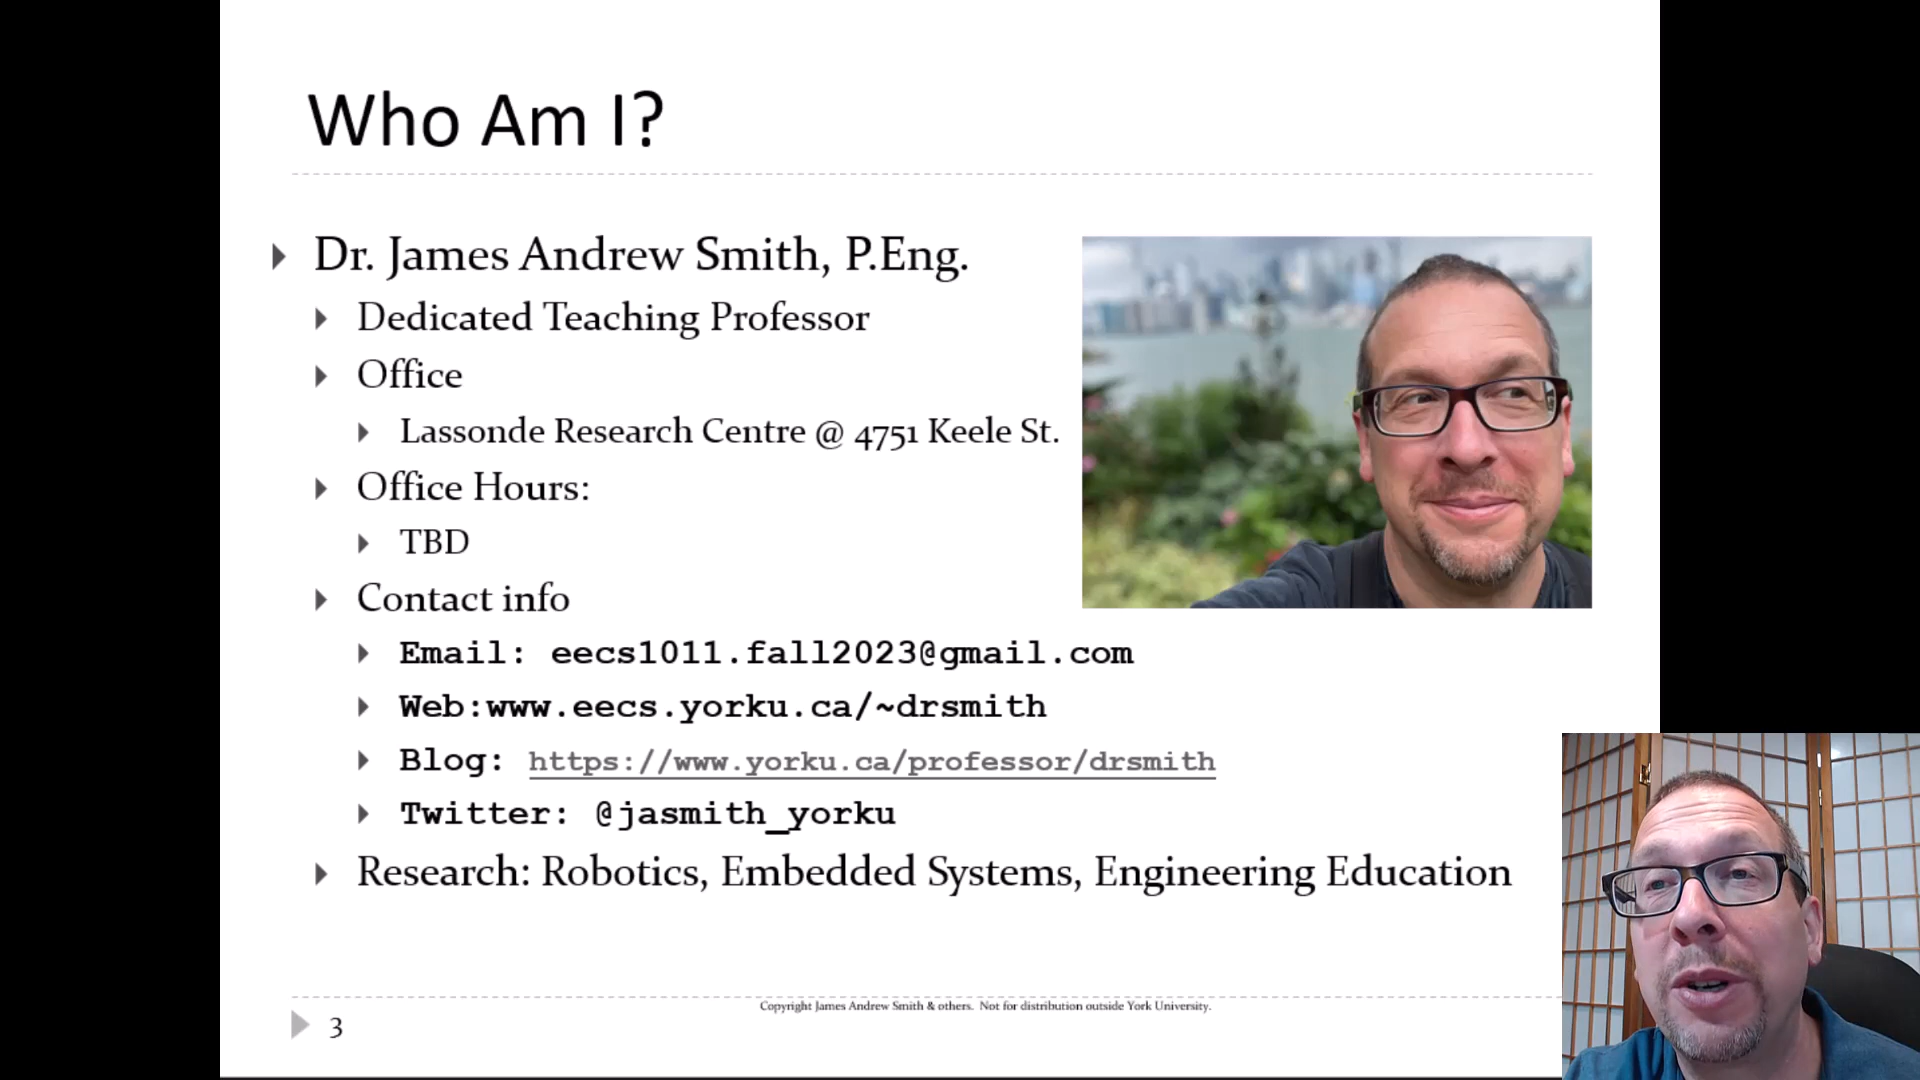 Who Am I?
Dr. James Andrew Smith, P.Eng.
Dedicated Teaching Professor
Office
Lassonde Research Centre @ 4751 Keele St.
Office Hours:
TBD
Contact info
Email: eecs1011.fall2023@gmail.com
Web:www.eecs.yorku.ca/~drsmith
Blog: https://www.yorku.ca/professor/drsmith
Twitter: @jasmith_yorku
Research: Robotics, Embedded Systems, Engineering Education
Copyright James Andrew Smith & others. Not for distribution outside York University.
3